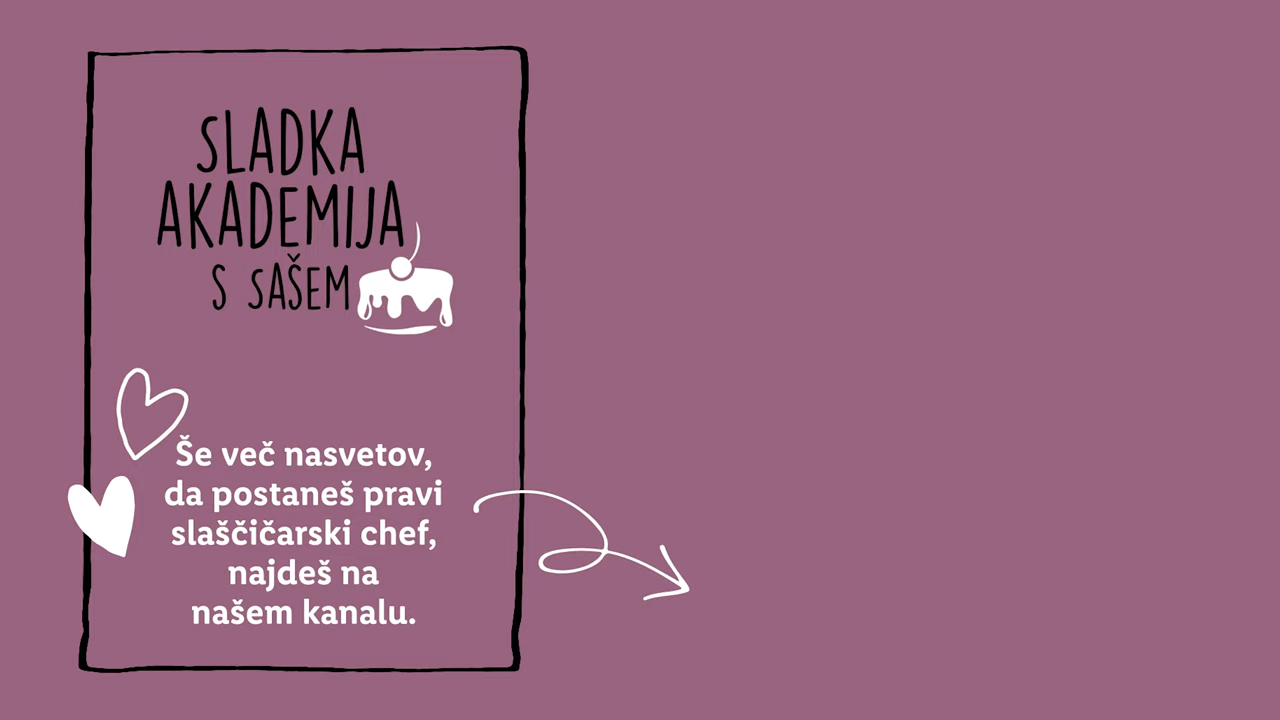 SLADKA
AKADEMIJA
S SAŠEM
Še več nasvetov,
da postaneš pravi
slaščičarski chef,
najdeš na
našem kanalu.